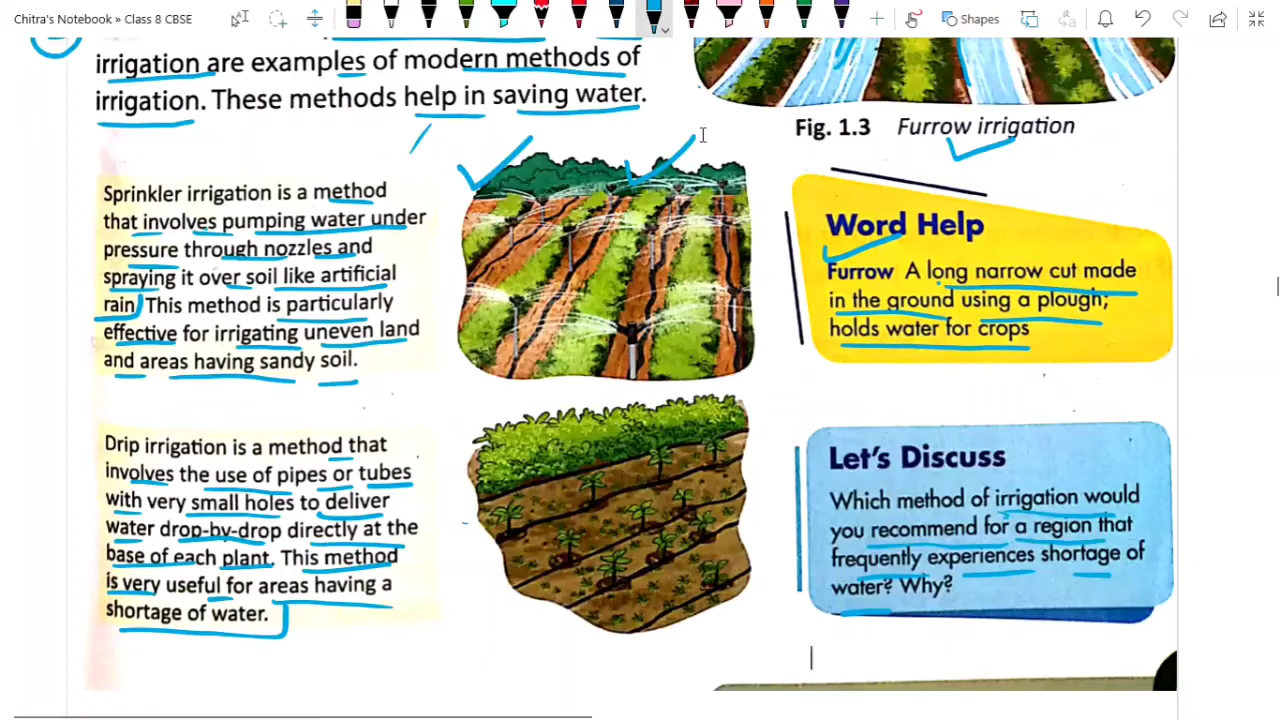 Chitra's Notebook » Class 8 CBSE
Shapes
irrigation are examples of modern methods of
irrigation. These methods help in saving water.
Fig. 1.3 Furrow irrigation
Sprinkler irrigation is a method
that involves pumping water under
pressure through nozzles and
spraying it over soil like artificial
rain. This method is particularly
effective for irrigating uneven land
and areas having sandy soil.
Word Help
Furrow A long narrow cut made
in the ground using a plough;
holds water for crops
Drip irrigation is a method that
involves the use of pipes or tubes
with very small holes to deliver
water drop-by-drop directly at the
base of each plant. This method
is very useful for areas having a
shortage of water.
Let's Discuss
Which method of irrigation would
you recommend for a region that
frequently experiences shortage of
water? Why?